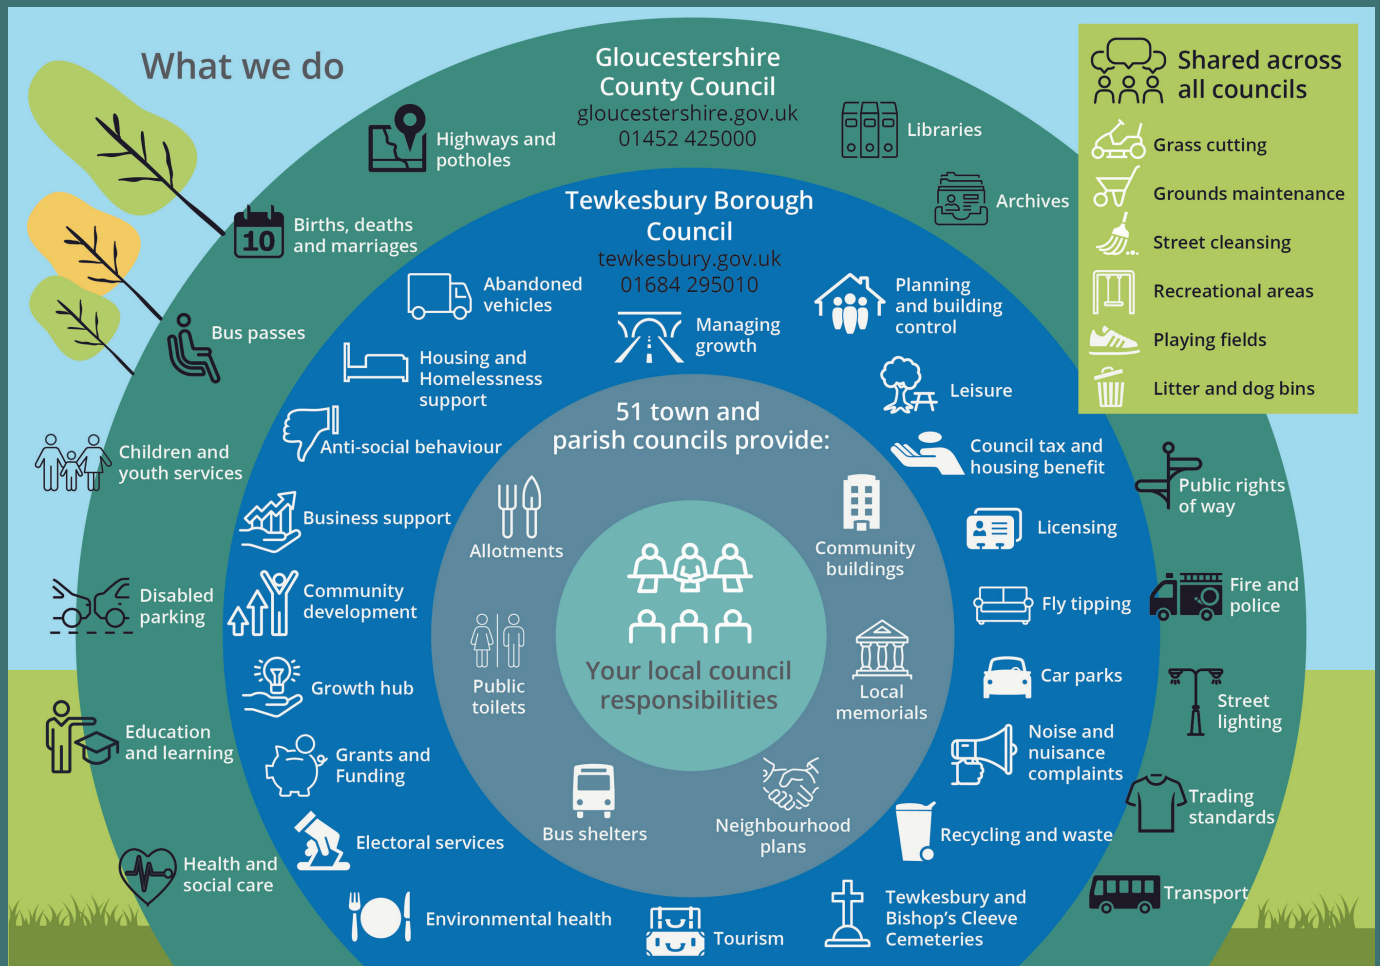 What we do
Gloucestershire
County Council
gloucestershire.gov.uk
01452 425000
Highways and
potholes
Libraries
Births, deaths
and marriages
10
Archives
Bus passes
Children and
youth services
Disabled
parking
Education
and learning
Health and
social care
Public rights
of way
Fire and
police
Street
lighting
Trading
standards
Transport
Tewkesbury Borough
Council
tewkesbury.gov.uk
01684 295010
Abandoned
vehicles
Managing
growth
Planning
and building
control
Housing and
Homelessness
support
Leisure
Anti-social behaviour
Council tax and
housing benefit
Business support
Licensing
Community
development
Fly tipping
Growth hub
Car parks
Grants and
Funding
Noise and
nuisance
complaints
Electoral services
Recycling and waste
Environmental health
Tourism
Tewkesbury and
Bishop's Cleeve
Cemeteries
51 town and
parish councils provide:
Allotments
Community
buildings
Public
toilets
Local
memorials
Bus shelters
Neighbourhood
plans
Your local council
responsibilities
Shared across
all councils
Grass cutting
Grounds maintenance
Street cleansing
Recreational areas
Playing fields
Litter and dog bins